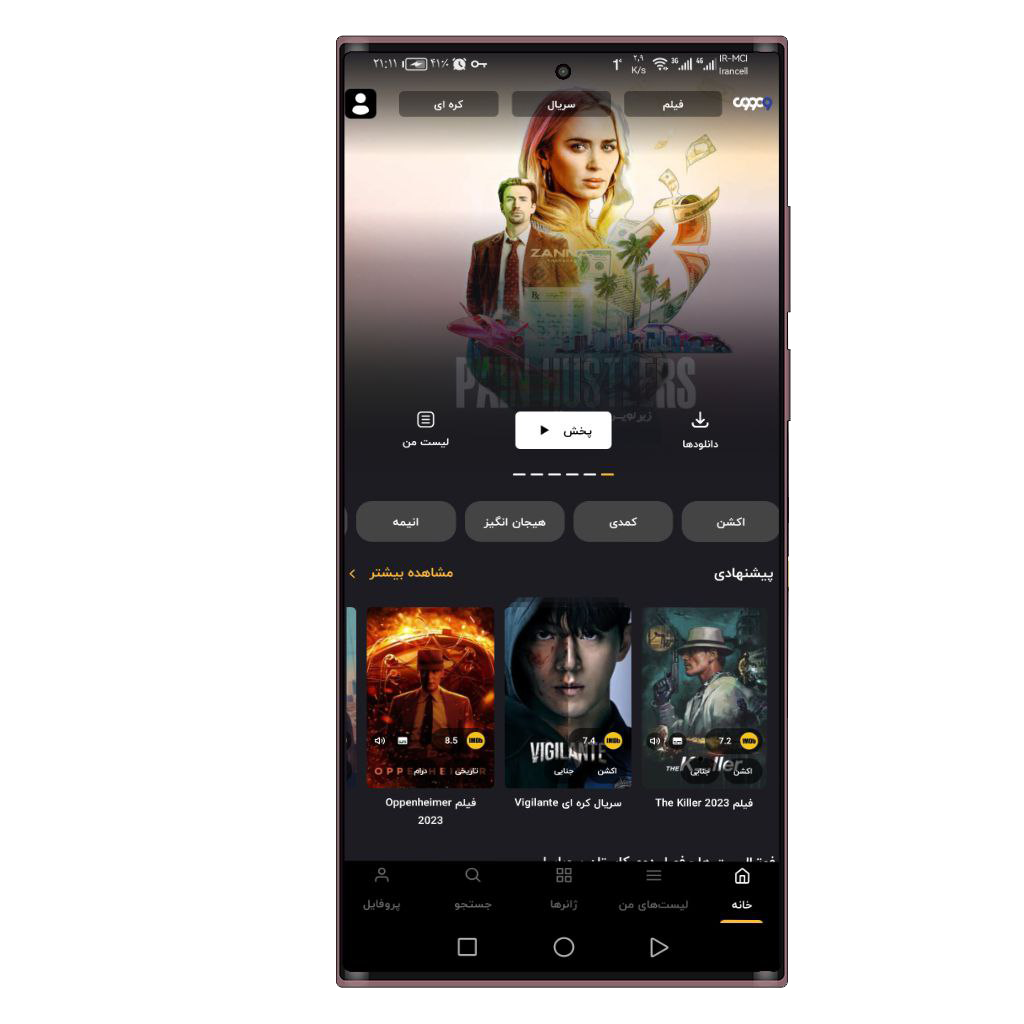 IR-MCI
Irancell
۲.۹
K/s
3G
4G
۴۱٪
۲۱:۱۱
فیلم
سریال
کره ای
ZANNA
PAIN HUSTLERS
دانلودها
پخش
لیست من
اکشن
کمدی
هیجان انگیز
انیمه
پیشنهادی
مشاهده بیشتر
IMDb 7.2
اکشن جنایی
THE Killer
فیلم The Killer 2023
IMDb 7.4
VIGILANTE
اکشن جنایی
سریال کره ای Vigilante
IMDb 8.5
OPPENHEIMER
تاریخی درام
فیلم Oppenheimer
2023
خانه
لیست‌های من
ژانرها
جستجو
پروفایل